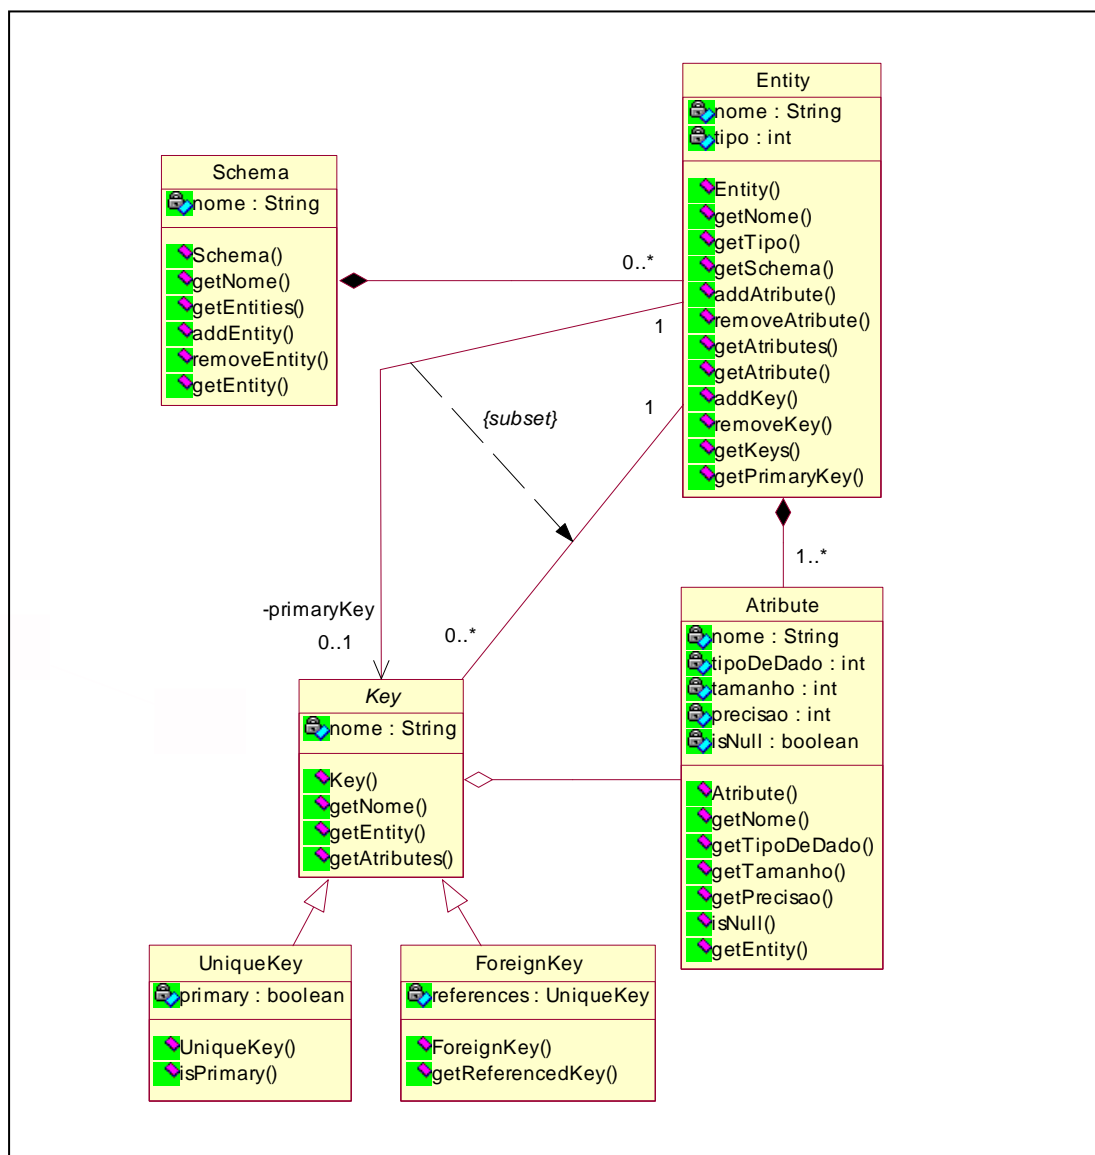 Entity
nome : String
tipo : int
Entity()
getNome()
getTipo()
getSchema()
addAtribute()
removeAtribute()
getAtributes()
getAtribute()
addKey()
removeKey()
getKeys()
getPrimaryKey()
Schema
nome : String
Schema()
getNome()
getEntities()
addEntity()
removeEntity()
getEntity()
0..*
1
{subset}
1
1..*
-primaryKey
0..1
0..*
Key
nome : String
Key()
getNome()
getEntity()
getAtributes()
Atribute
nome : String
tipoDeDado : int
tamanho : int
precisao : int
isNull : boolean
Atribute()
getNome()
getTipoDeDado()
getTamanho()
getPrecisao()
isNull()
getEntity()
UniqueKey
primary : boolean
UniqueKey()
isPrimary()
ForeignKey
references : UniqueKey
ForeignKey()
getReferencedKey()